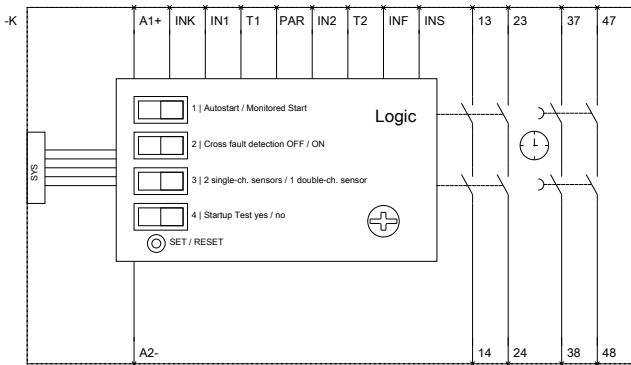 -K A1+ INK IN1 T1 PAR IN2 T2 INF INS 13 23 37 47
1 | Autostart / Monitored Start
Logic
2 | Cross fault detection OFF / ON
SYS
3 | 2 single-ch. sensors / 1 double-ch. sensor
4 | Startup Test yes / no
SET / RESET
A2- 14 24 38 48